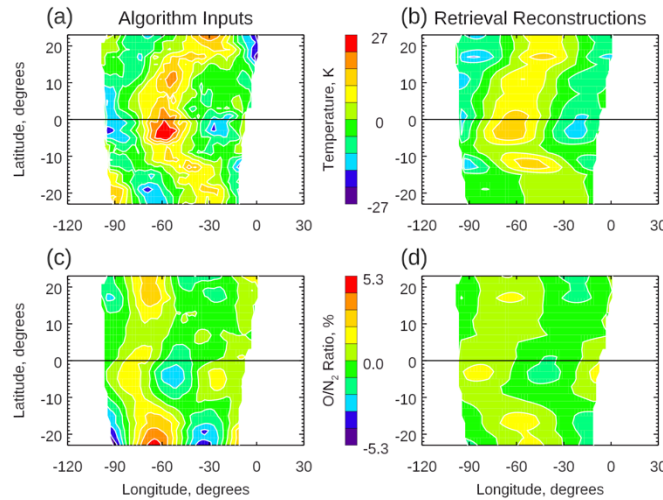 (a) Algorithm Inputs
(b) Retrieval Reconstructions
Latitude, degrees
20
10
0
-10
-20
-120 -90 -60 -30 0 30
27
0
-27
Temperature, K
20
10
0
-10
-20
-120 -90 -60 -30 0 30
(c)
(d)
Latitude, degrees
20
10
0
-10
-20
-120 -90 -60 -30 0 30
Longitude, degrees
5.3
0.0
-5.3
O/N₂ Ratio, %
20
10
0
-10
-20
-120 -90 -60 -30 0 30
Longitude, degrees